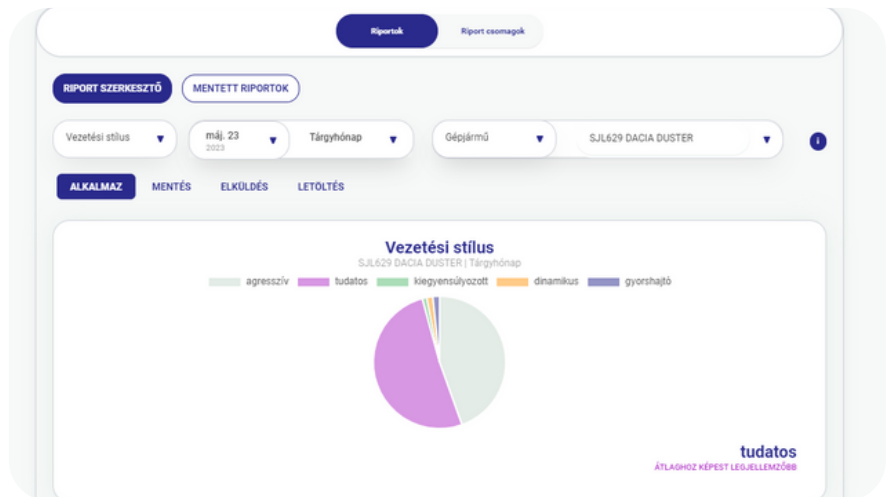 Riportok Riport csomagok
RIPORT SZERKESZTŐ MENTETT RIPORTOK
Vezetési stílus máj. 23 Tárgyhónap Gépjármű SJL629 DACIA DUSTER i
2023
ALKALMAZ MENTÉS ELKÜLDÉS LETÖLTÉS
Vezetési stílus
SJL629 DACIA DUSTER | Tárgyhónap
agresszív tudatos kiegyensúlyozott dinamikus gyorshajtó
tudatos
ÁTLAGHOZ KÉPEST LEGJELLEMZŐBB